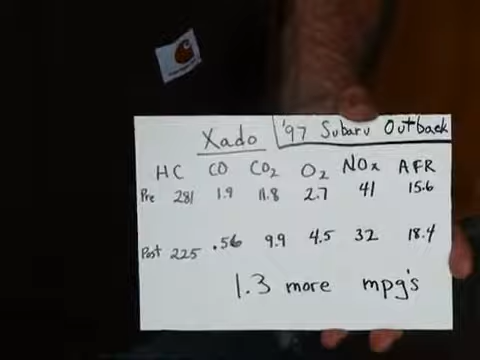 Xado '97 Subaru Outback
HC CO CO₂ O₂ NOx AFR
Pre 281 1.9 11.8 2.7 41 15.6
Post 225 .56 9.9 4.5 32 18.4
1.3 more mpg's